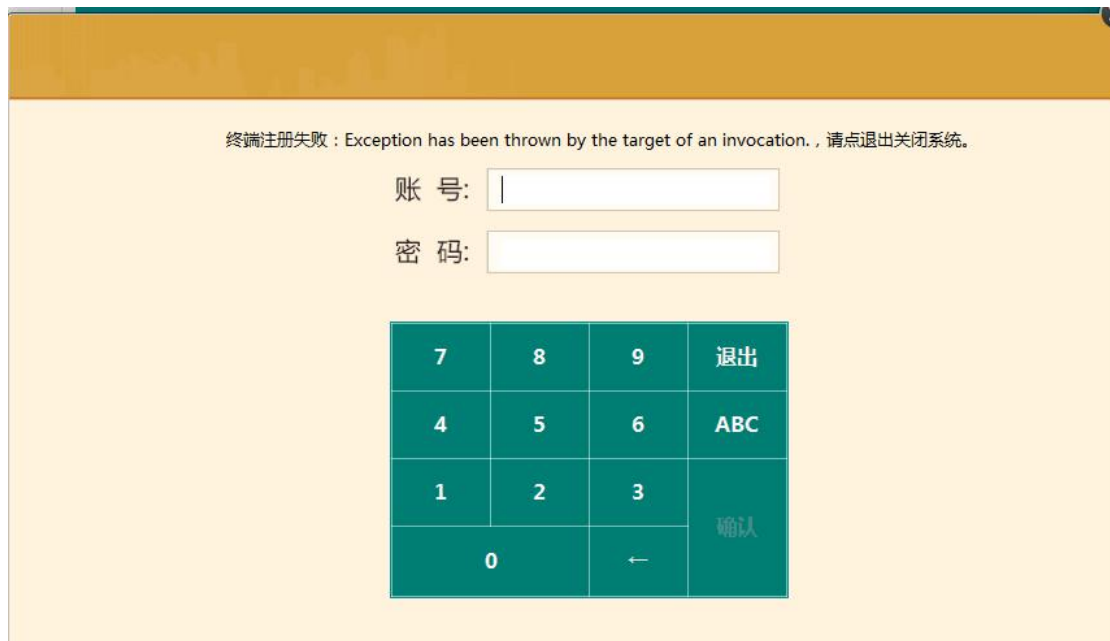 终端注册失败：Exception has been thrown by the target of an invocation.，请点退出关闭系统。
账 号:
密 码:
7 8 9 退出
4 5 6 ABC
1 2 3
确认
0 ←